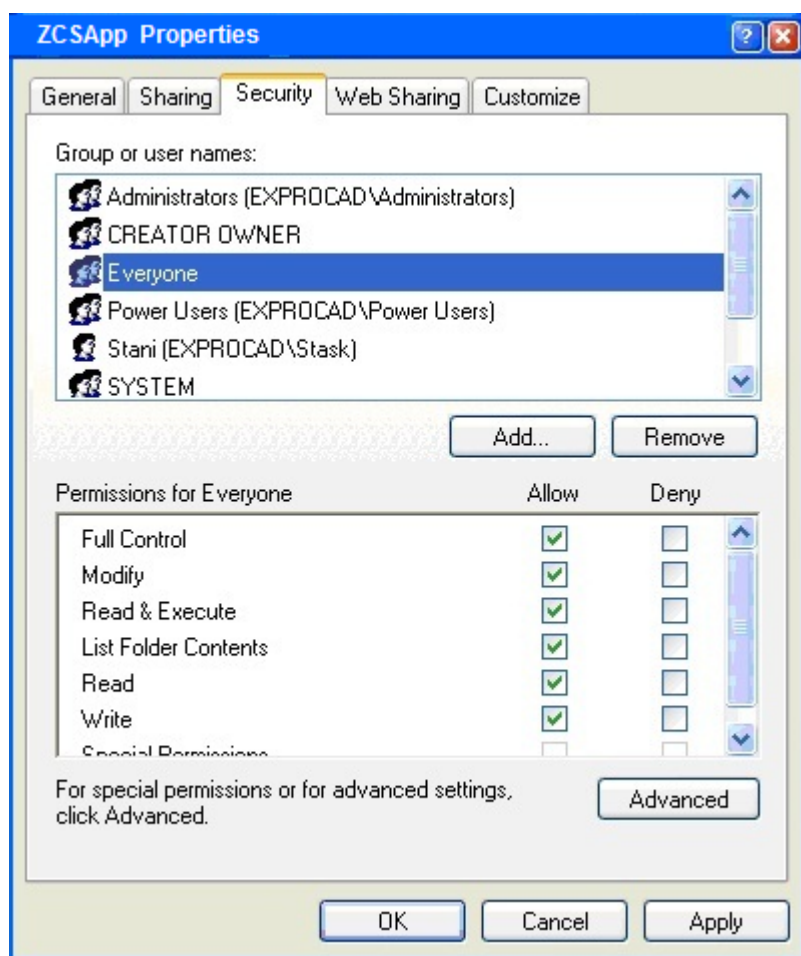 ZCSApp Properties
General Sharing Security Web Sharing Customize
Group or user names:
Administrators (EXPROCAD\Administrators)
CREATOR OWNER
Everyone
Power Users (EXPROCAD\Power Users)
Stani (EXPROCAD\Stask)
SYSTEM
Add... Remove
Permissions for Everyone Allow Deny
Full Control
Modify
Read & Execute
List Folder Contents
Read
Write
Special Permissions
For special permissions or for advanced settings,
click Advanced.
Advanced
OK Cancel Apply